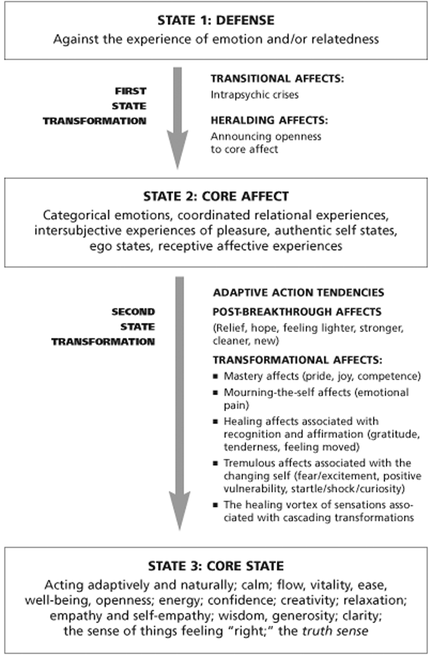 STATE 1: DEFENSE
Against the experience of emotion and/or relatedness
FIRST
STATE
TRANSFORMATION
TRANSITIONAL AFFECTS:
Intrapsychic crises
HERALDING AFFECTS:
Announcing openness
to core affect
STATE 2: CORE AFFECT
Categorical emotions, coordinated relational experiences,
intersubjective experiences of pleasure, authentic self states,
ego states, receptive affective experiences
SECOND
STATE
TRANSFORMATION
ADAPTIVE ACTION TENDENCIES
POST-BREAKTHROUGH AFFECTS
(Relief, hope, feeling lighter, stronger,
cleaner, new)
TRANSFORMATIONAL AFFECTS:
■ Mastery affects (pride, joy, competence)
■ Mourning-the-self affects (emotional
pain)
■ Healing affects associated with
recognition and affirmation (gratitude,
tenderness, feeling moved)
■ Tremulous affects associated with the
changing self (fear/excitement, positive
vulnerability, startle/shock/curiosity)
■ The healing vortex of sensations asso-
ciated with cascading transformations
STATE 3: CORE STATE
Acting adaptively and naturally; calm; flow, vitality, ease,
well-being, openness; energy; confidence; creativity; relaxation;
empathy and self-empathy; wisdom, generosity; clarity;
the sense of things feeling "right;" the truth sense